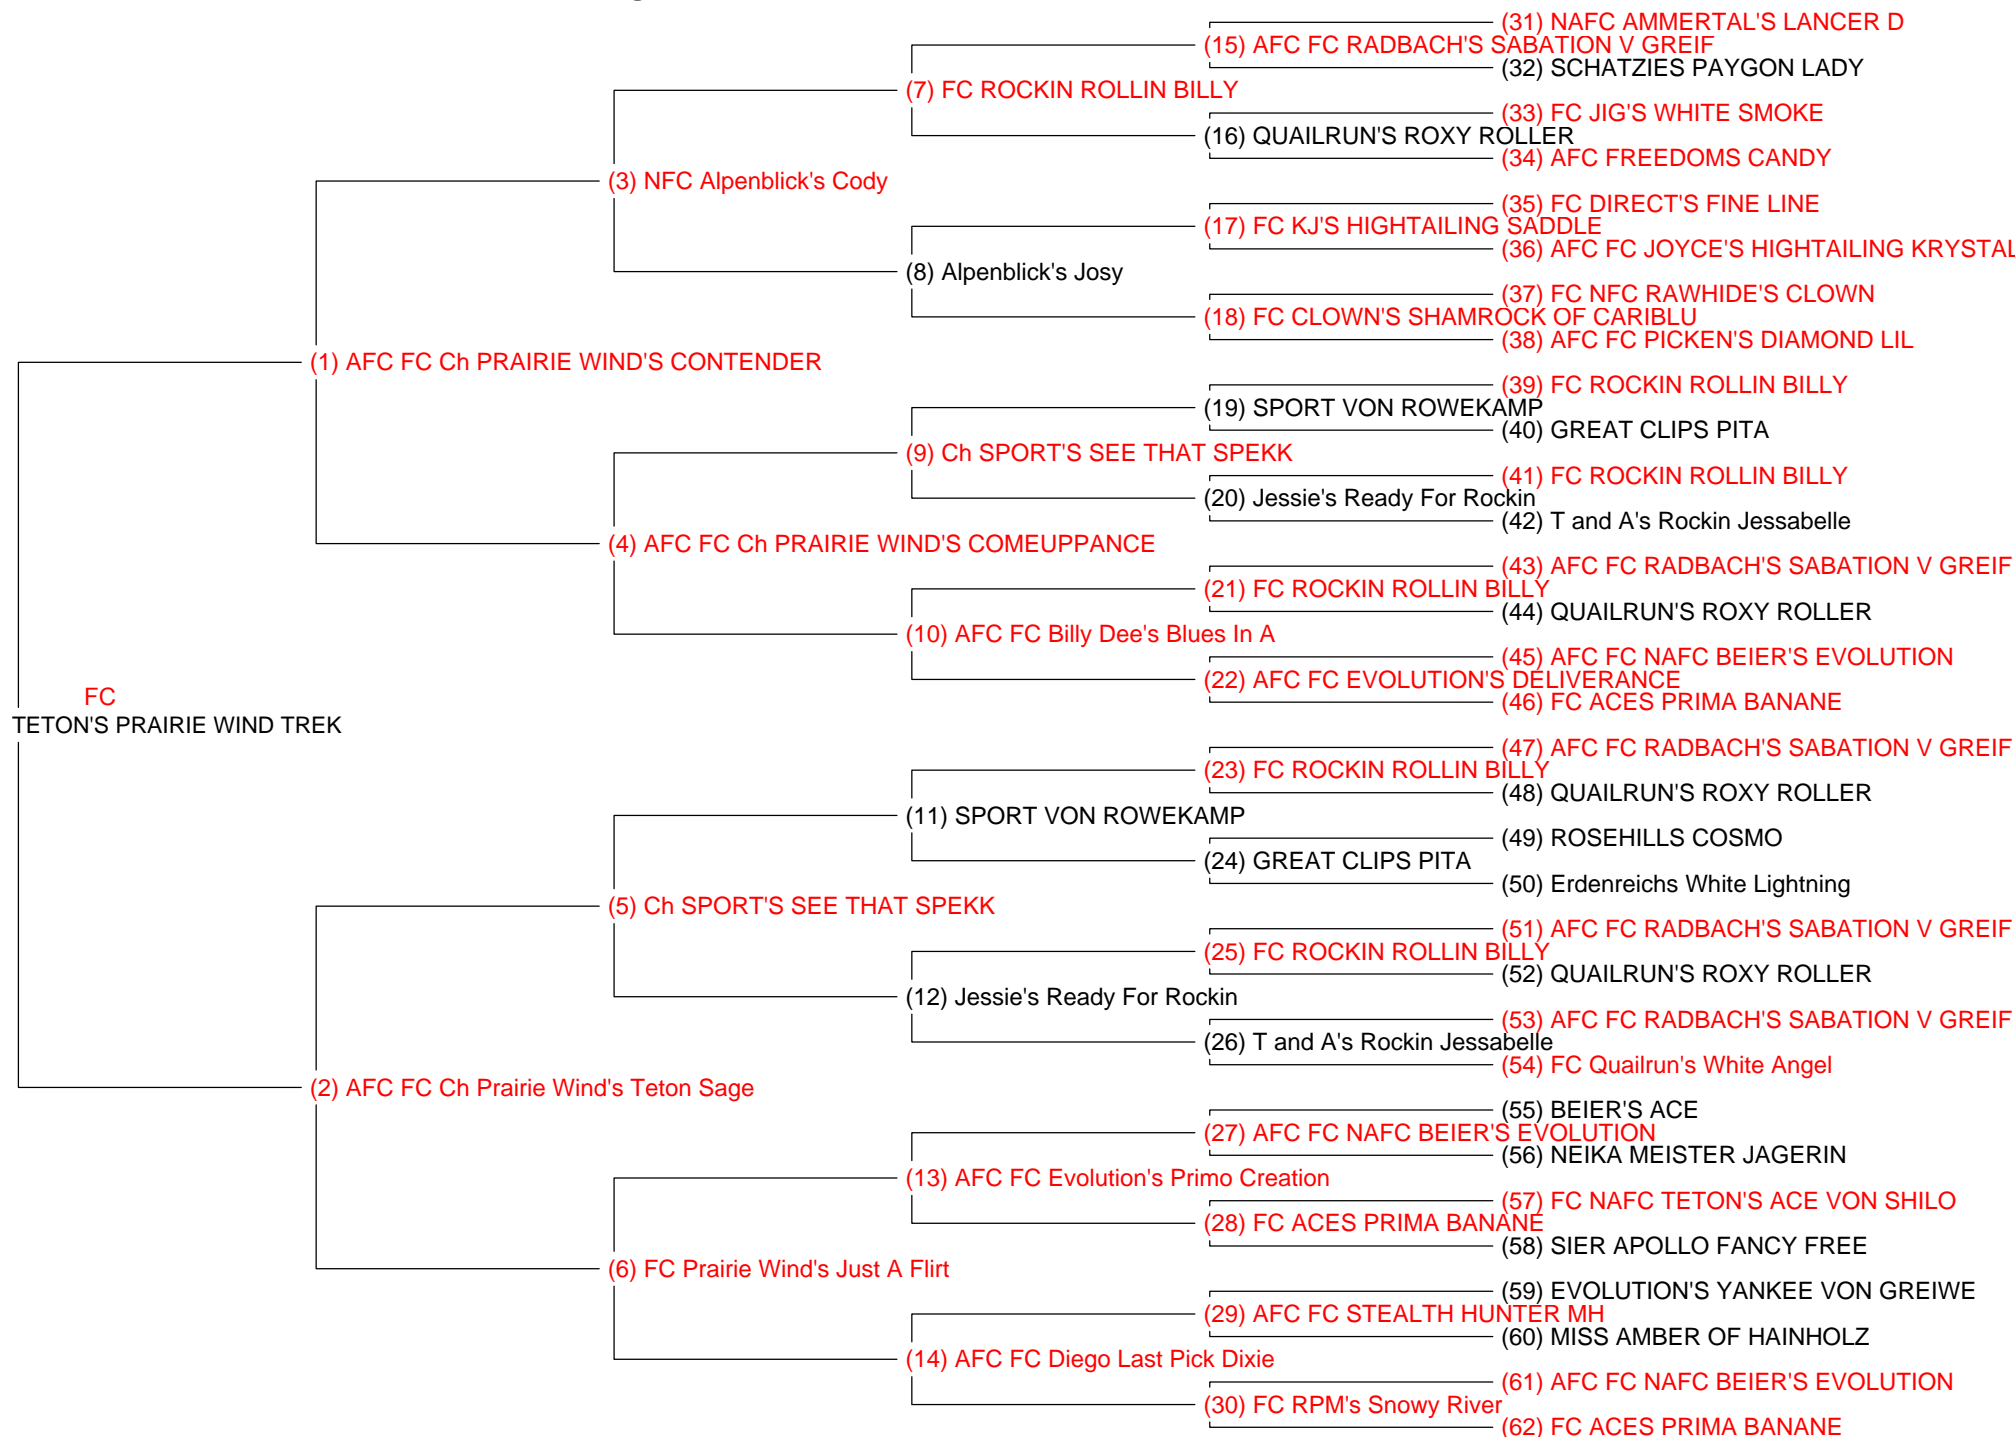 (31) NAFC AMMERTAL'S LANCER D
(15) AFC FC RADBACH'S SABATION V GREIF
(32) SCHATZIES PAYGON LADY
(7) FC ROCKIN ROLLIN BILLY
(33) FC JIG'S WHITE SMOKE
(16) QUAILRUN'S ROXY ROLLER
(34) AFC FREEDOMS CANDY
(3) NFC Alpenblick's Cody
(35) FC DIRECT'S FINE LINE
(17) FC KJ'S HIGHTAILING SADDLE
(36) AFC FC JOYCE'S HIGHTAILING KRYSTAL
(8) Alpenblick's Josy
(37) FC NFC RAWHIDE'S CLOWN
(18) FC CLOWN'S SHAMROCK OF CARIBLU
(38) AFC FC PICKEN'S DIAMOND LIL
(1) AFC FC Ch PRAIRIE WIND'S CONTENDER
(39) FC ROCKIN ROLLIN BILLY
(19) SPORT VON ROWEKAMP
(40) GREAT CLIPS PITA
(9) Ch SPORT'S SEE THAT SPEKK
(41) FC ROCKIN ROLLIN BILLY
(20) Jessie's Ready For Rockin
(42) T and A's Rockin Jessabelle
(4) AFC FC Ch PRAIRIE WIND'S COMEUPPANCE
(43) AFC FC RADBACH'S SABATION V GREIF
(21) FC ROCKIN ROLLIN BILLY
(44) QUAILRUN'S ROXY ROLLER
(10) AFC FC Billy Dee's Blues In A
(45) AFC FC NAFC BEIER'S EVOLUTION
(22) AFC FC EVOLUTION'S DELIVERANCE
(46) FC ACES PRIMA BANANE
FC
TETON'S PRAIRIE WIND TREK
(47) AFC FC RADBACH'S SABATION V GREIF
(23) FC ROCKIN ROLLIN BILLY
(48) QUAILRUN'S ROXY ROLLER
(11) SPORT VON ROWEKAMP
(49) ROSEHILLS COSMO
(24) GREAT CLIPS PITA
(50) Erdenreichs White Lightning
(5) Ch SPORT'S SEE THAT SPEKK
(51) AFC FC RADBACH'S SABATION V GREIF
(25) FC ROCKIN ROLLIN BILLY
(52) QUAILRUN'S ROXY ROLLER
(12) Jessie's Ready For Rockin
(53) AFC FC RADBACH'S SABATION V GREIF
(26) T and A's Rockin Jessabelle
(54) FC Quailrun's White Angel
(2) AFC FC Ch Prairie Wind's Teton Sage
(55) BEIER'S ACE
(27) AFC FC NAFC BEIER'S EVOLUTION
(56) NEIKA MEISTER JAGERIN
(13) AFC FC Evolution's Primo Creation
(57) FC NAFC TETON'S ACE VON SHILO
(28) FC ACES PRIMA BANANE
(58) SIER APOLLO FANCY FREE
(6) FC Prairie Wind's Just A Flirt
(59) EVOLUTION'S YANKEE VON GREIWE
(29) AFC FC STEALTH HUNTER MH
(60) MISS AMBER OF HAINHOLZ
(14) AFC FC Diego Last Pick Dixie
(61) AFC FC NAFC BEIER'S EVOLUTION
(30) FC RPM's Snowy River
(62) FC ACES PRIMA BANANE